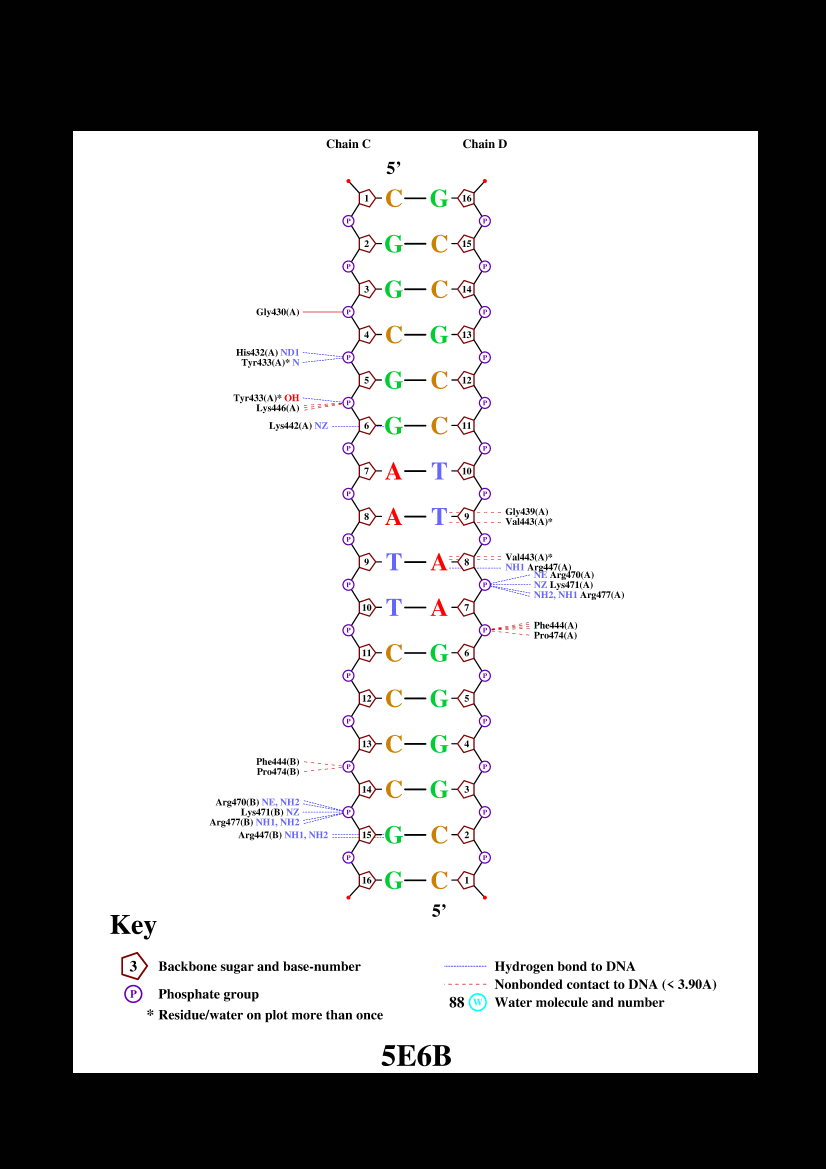 Chain C Chain D
5’
1 C G 16
P P
2 G C 15
P P
3 G C 14
Gly430(A) P P
4 C G 13
His432(A) ND1 P P
Tyr433(A)* N
5 G C 12
Tyr433(A)* OH P P
Lys446(A)
Lys442(A) NZ 6 G C 11
P P
7 A T 10
P P
8 A T 9 Gly439(A)
Val443(A)*
P P
9 T A 8 Val443(A)*
NH1 Arg447(A)
P P NE Arg470(A)
NZ Lys471(A)
NH2, NH1 Arg477(A)
10 T A 7
P P Phe444(A)
Pro474(A)
11 C G 6
P P
12 C G 5
P P
13 C G 4
Phe444(B) P P
Pro474(B)
14 C G 3
Arg470(B) NE, NH2
Lys471(B) NZ P P
Arg477(B) NH1, NH2
Arg447(B) NH1, NH2 15 G C 2
P P
16 G C 1
5’
Key
3 Backbone sugar and base-number
P Phosphate group
* Residue/water on plot more than once
Hydrogen bond to DNA
Nonbonded contact to DNA (< 3.90A)
88 W Water molecule and number
5E6B